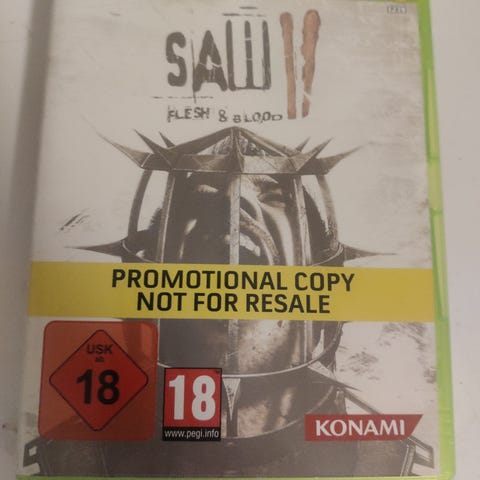 SAW II
FLESH & BLOOD
PROMOTIONAL COPY
NOT FOR RESALE
USK
ab
18
18
www.pegi.info
KONAMI